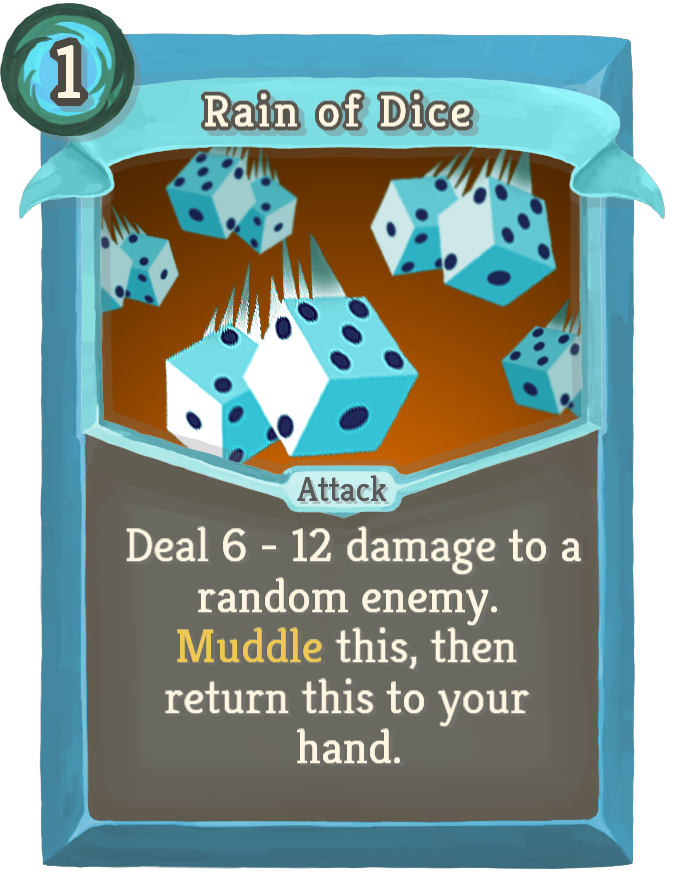 1
Rain of Dice
Attack
Deal 6 - 12 damage to a
random enemy.
Muddle this, then
return this to your
hand.